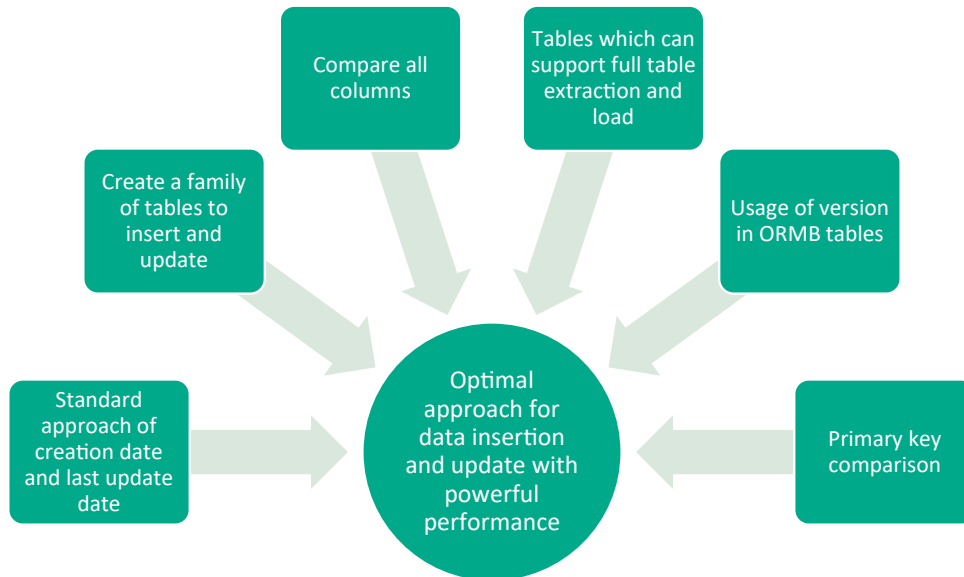 Compare all
columns
Tables which can
support full table
extraction and
load
Create a family
of tables to
insert and
update
Usage of version
in ORMB tables
Standard
approach of
creation date
and last update
date
Optimal
approach for
data insertion
and update with
powerful
performance
Primary key
comparison